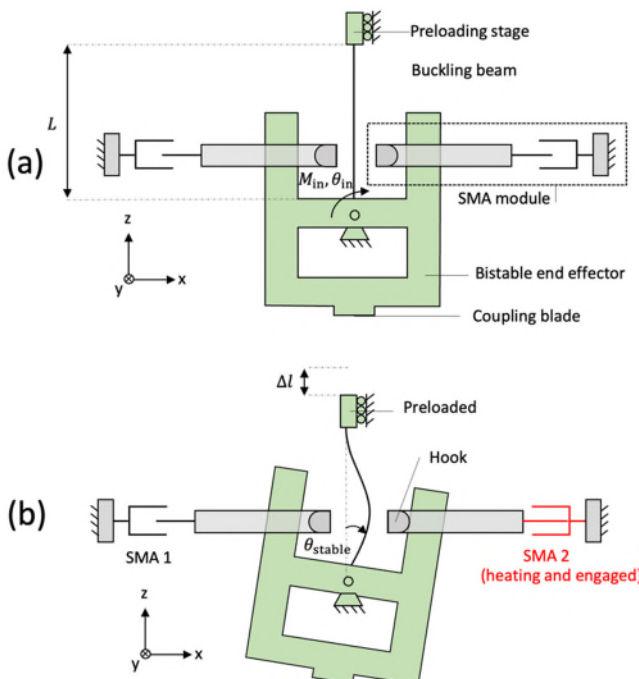 Preloading stage
Buckling beam
L
(a)
M_in, θ_in
SMA module
z
y
x
Bistable end effector
Coupling blade
Δl
Preloaded
Hook
(b)
θ_stable
SMA 1
SMA 2
(heating and engaged)
z
y
x